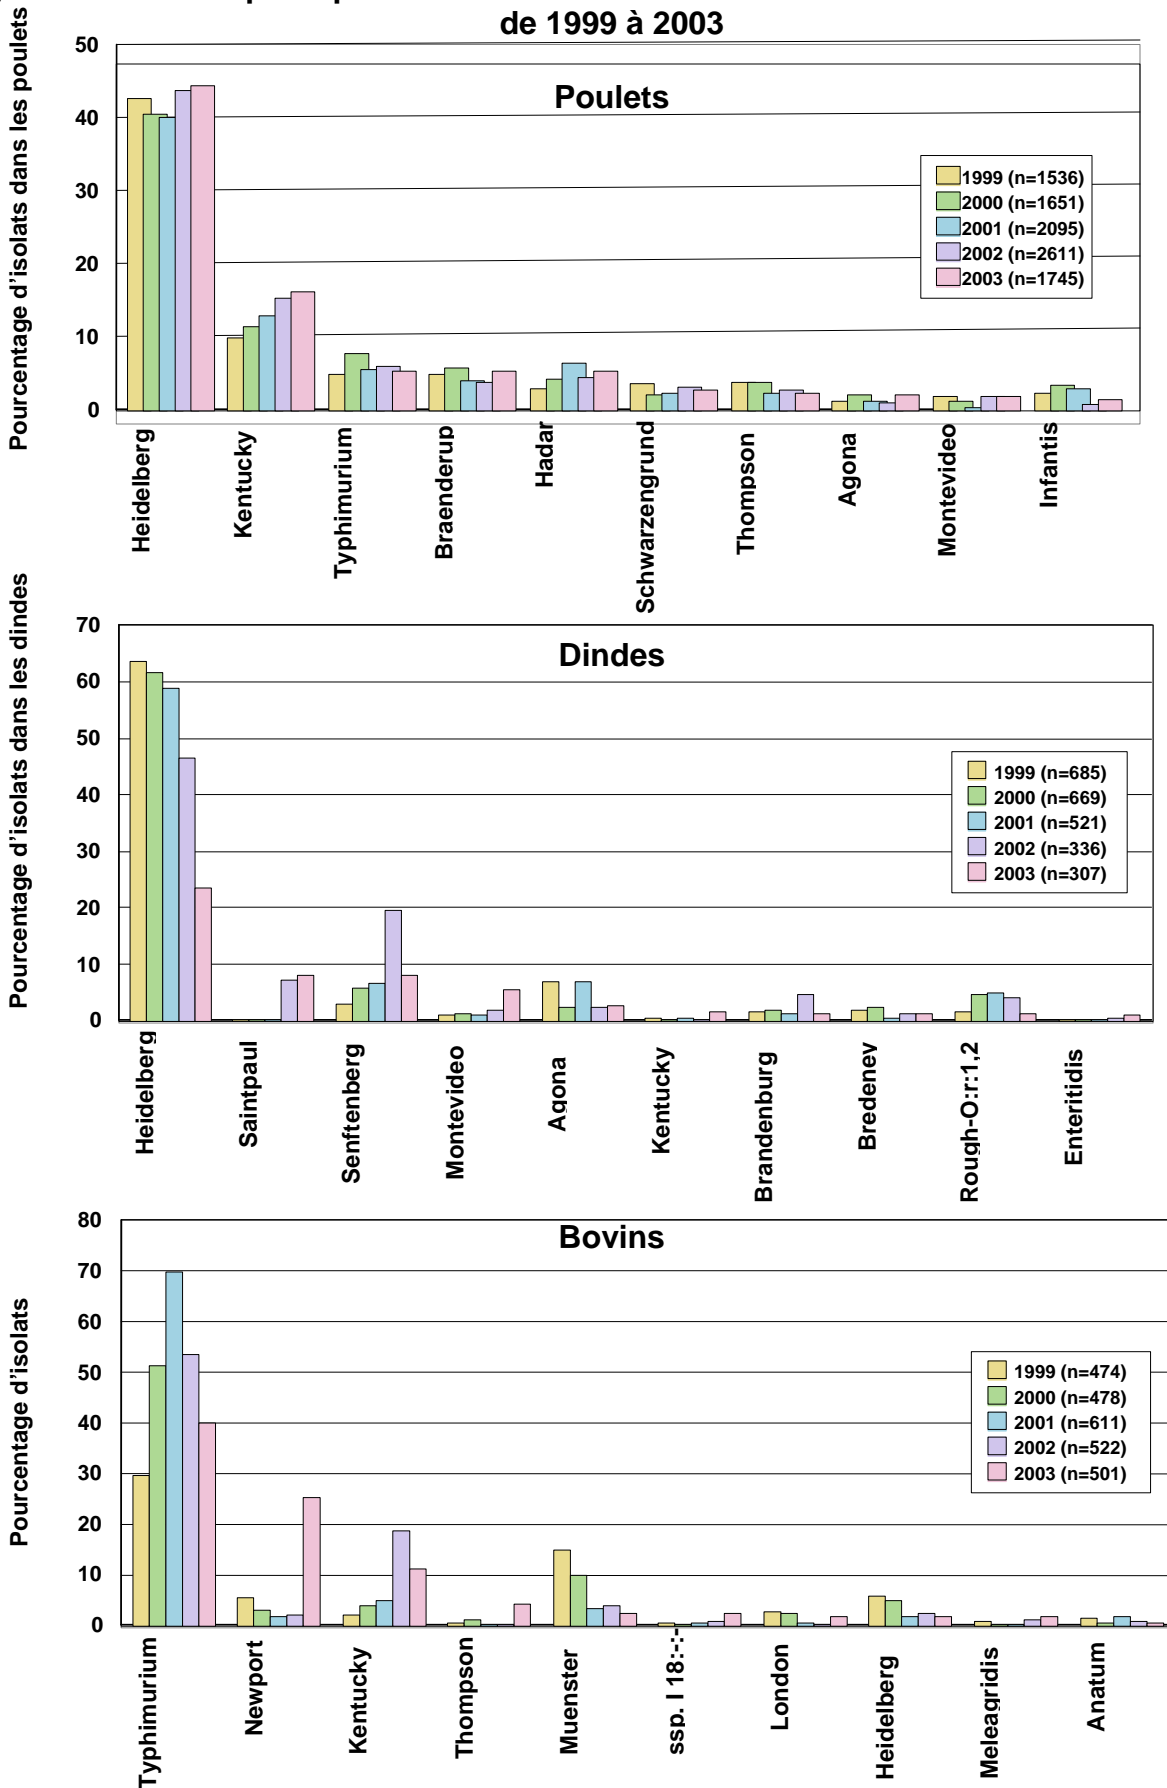 de 1999 à 2003
Pourcentage d'isolats dans les poulets
50
40
30
20
10
0
Poulets
1999 (n=1536)
2000 (n=1651)
2001 (n=2095)
2002 (n=2611)
2003 (n=1745)
Heidelberg
Kentucky
Typhimurium
Braenderup
Hadar
Schwarzengrund
Thompson
Agona
Montevideo
Infantis
Pourcentage d'isolats dans les dindes
70
60
50
40
30
20
10
0
Dindes
1999 (n=685)
2000 (n=669)
2001 (n=521)
2002 (n=336)
2003 (n=307)
Heidelberg
Saintpaul
Senftenberg
Montevideo
Agona
Kentucky
Brandenburg
Bredeney
Rough-O:r:1,2
Enteritidis
Pourcentage d'isolats
80
70
60
50
40
30
20
10
0
Bovins
1999 (n=474)
2000 (n=478)
2001 (n=611)
2002 (n=522)
2003 (n=501)
Typhimurium
Newport
Kentucky
Thompson
Muenster
ssp. I 18:-:-
London
Heidelberg
Meleagridis
Anatum